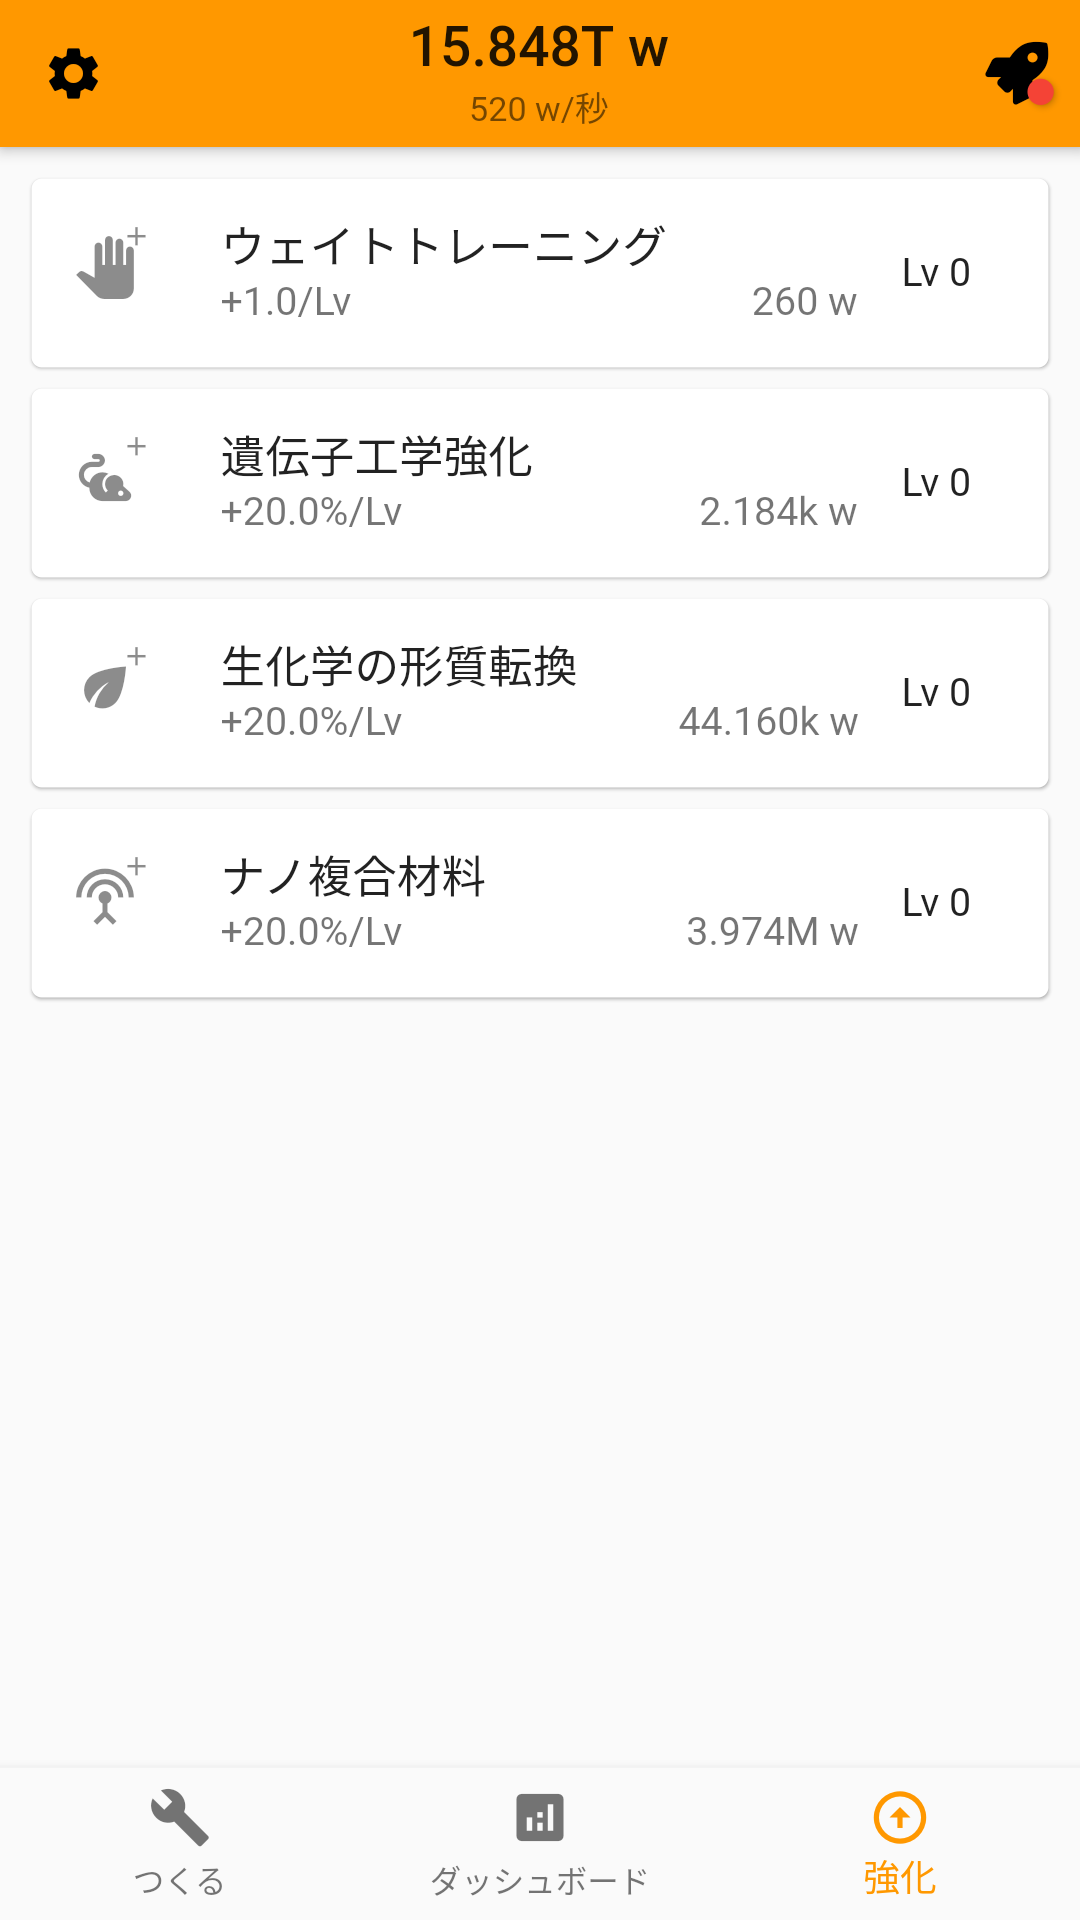 15.848T w
520 w/秒
ウェイトトレーニング
+1.0/Lv 260 w Lv 0
遺伝子工学強化
+20.0%/Lv 2.184k w Lv 0
生化学の形質転換
+20.0%/Lv 44.160k w Lv 0
ナノ複合材料
+20.0%/Lv 3.974M w Lv 0
つくる ダッシュボード 強化